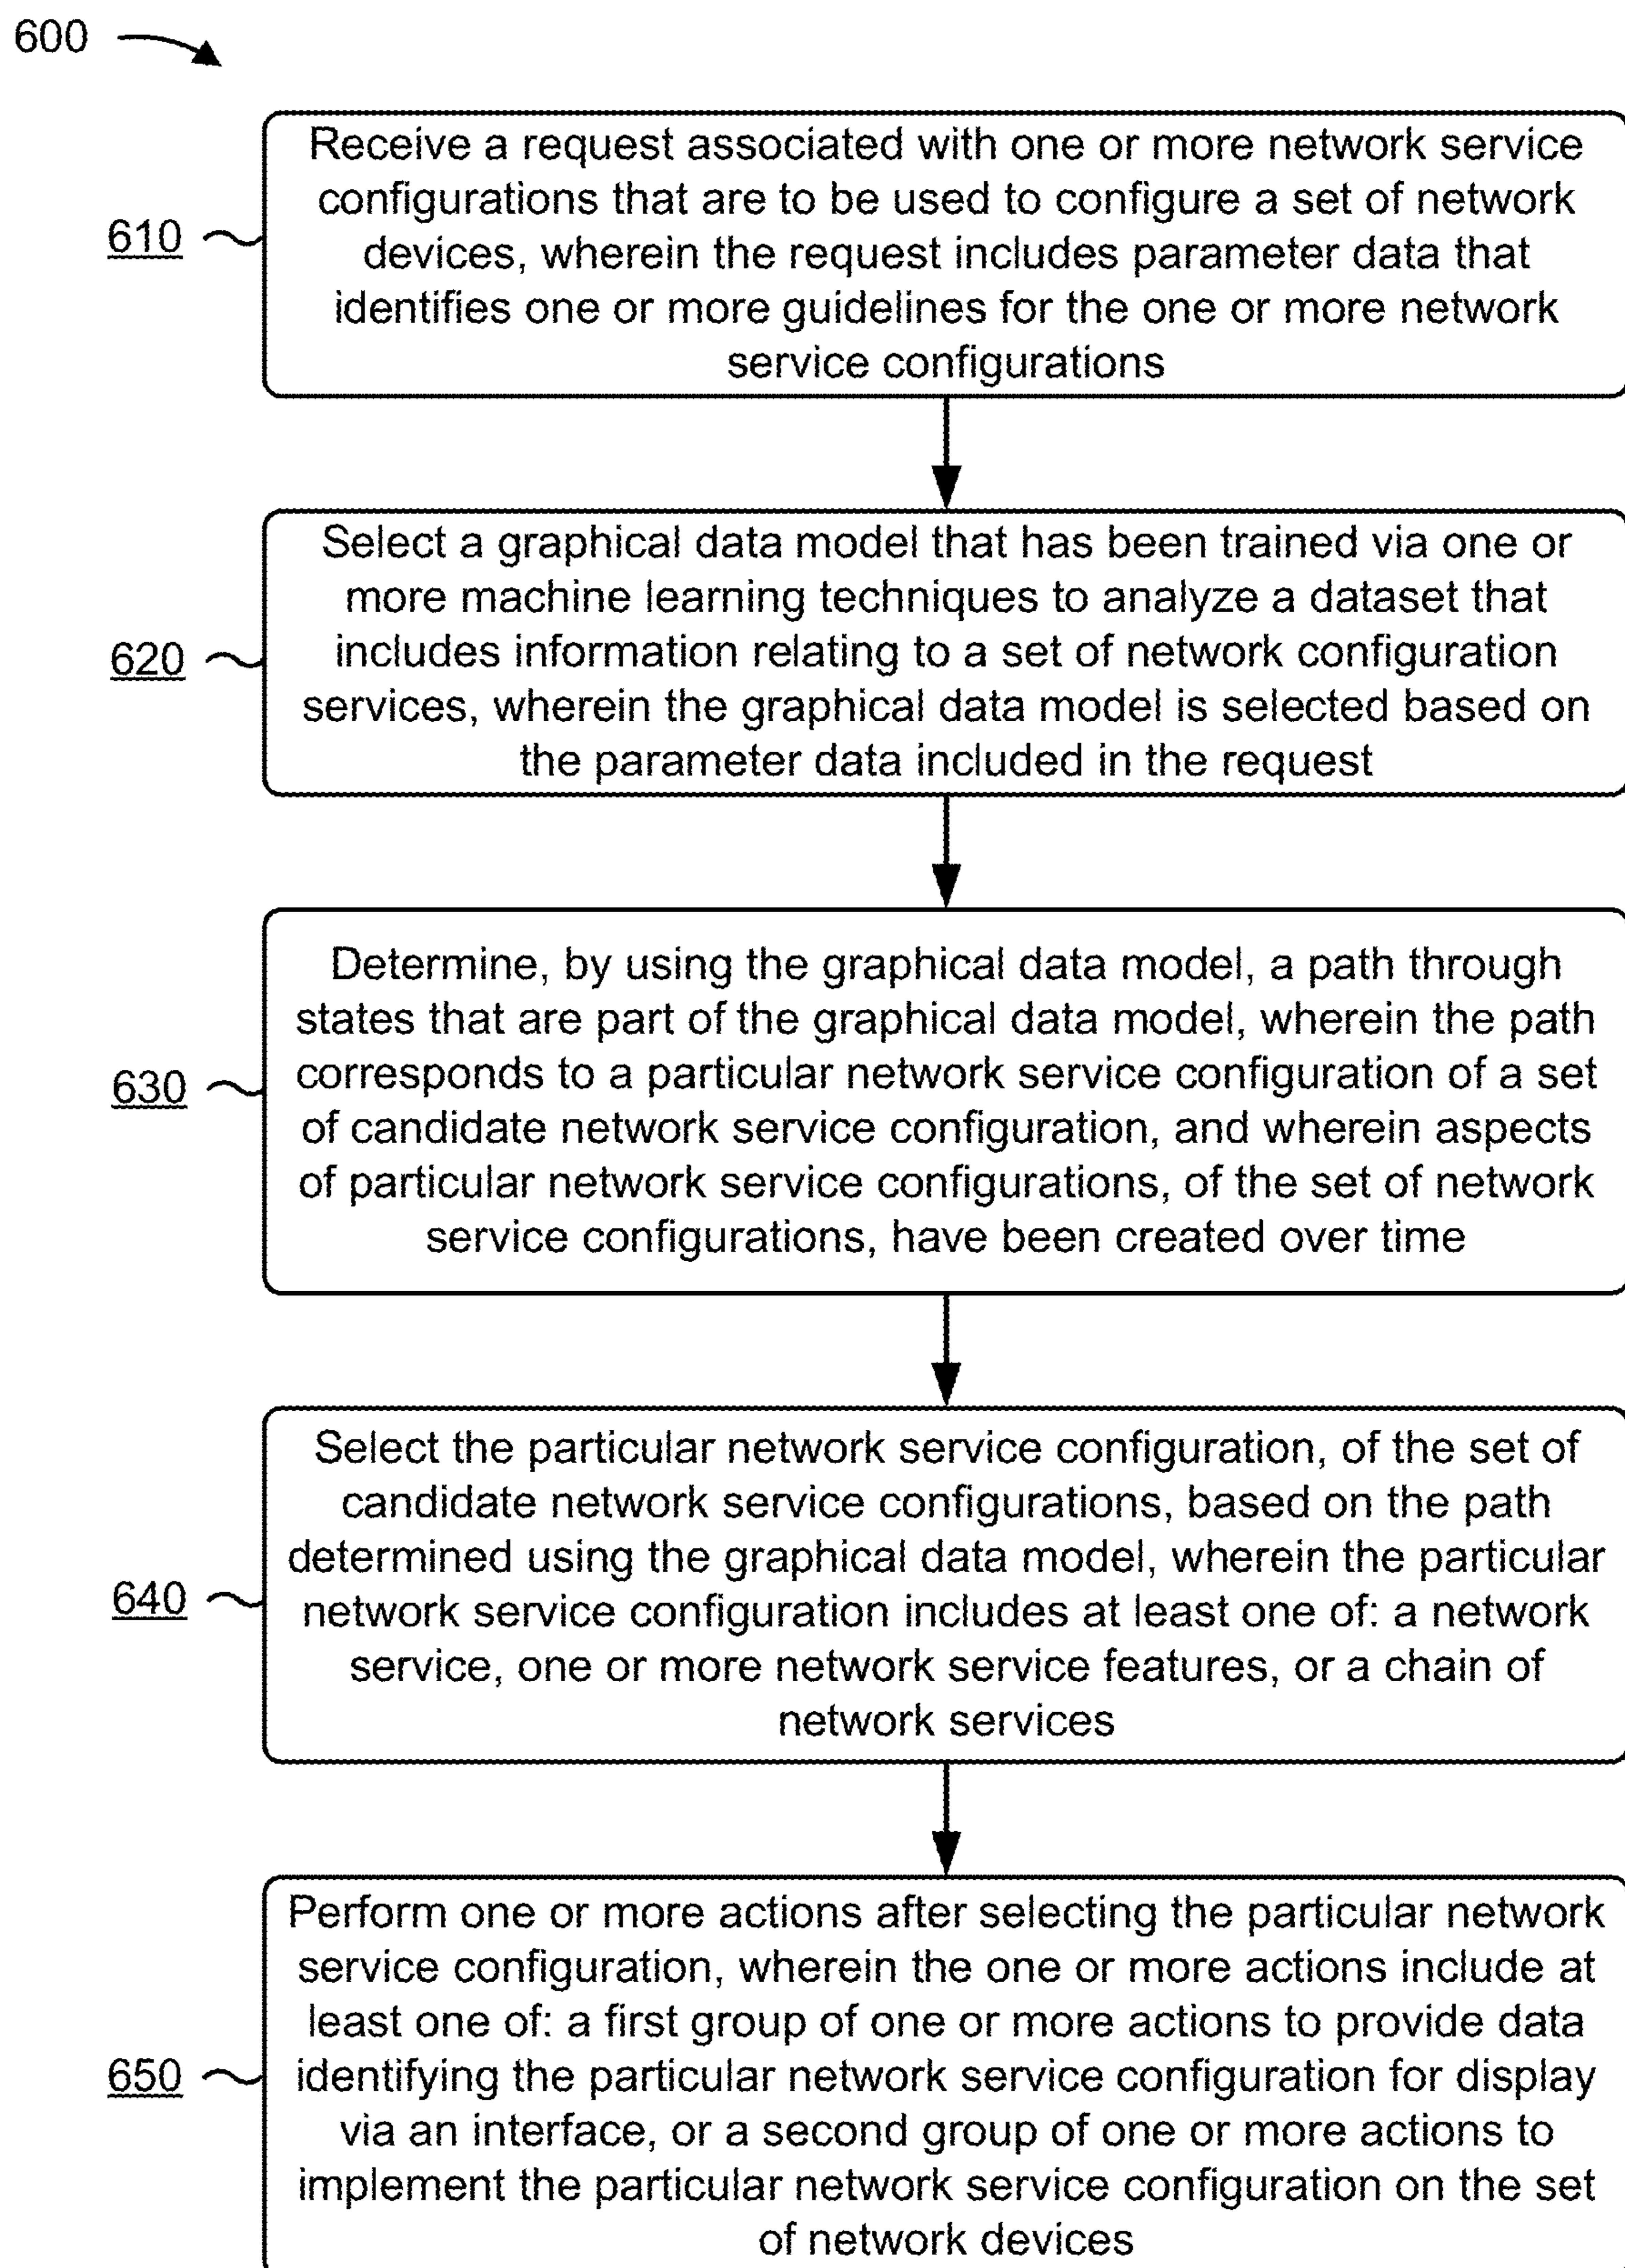 600
Receive a request associated with one or more network service
configurations that are to be used to configure a set of network
devices, wherein the request includes parameter data that
identifies one or more guidelines for the one or more network
service configurations
610
Select a graphical data model that has been trained via one or
more machine learning techniques to analyze a dataset that
includes information relating to a set of network configuration
services, wherein the graphical data model is selected based on
the parameter data included in the request
620
Determine, by using the graphical data model, a path through
states that are part of the graphical data model, wherein the path
corresponds to a particular network service configuration of a set
of candidate network service configuration, and wherein aspects
of particular network service configurations, of the set of network
service configurations, have been created over time
630
Select the particular network service configuration, of the set of
candidate network service configurations, based on the path
determined using the graphical data model, wherein the particular
network service configuration includes at least one of: a network
service, one or more network service features, or a chain of
network services
640
Perform one or more actions after selecting the particular network
service configuration, wherein the one or more actions include at
least one of: a first group of one or more actions to provide data
identifying the particular network service configuration for display
via an interface, or a second group of one or more actions to
implement the particular network service configuration on the set
of network devices
650